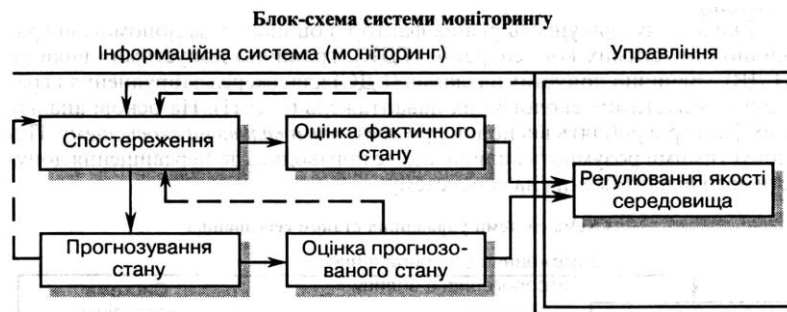 Блок-схема системи моніторингу
Інформаційна система (моніторинг)
Управління
Спостереження
Оцінка фактичного
стану
Регулювання якості
середовища
Прогнозування
стану
Оцінка прогнозо-
ваного стану